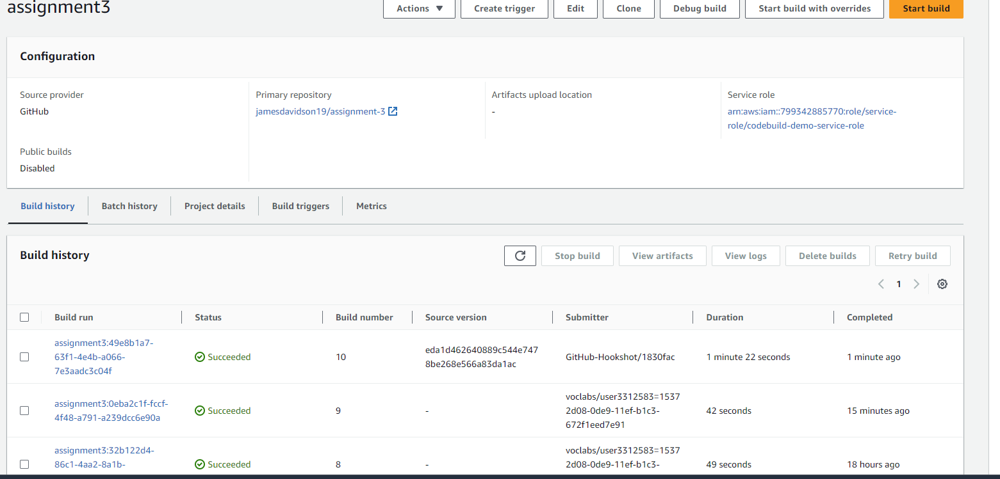 assignment3
Actions ▼ Create trigger Edit Clone Debug build Start build with overrides Start build
Configuration
Source provider Primary repository Artifacts upload location Service role
GitHub jamesdavidson19/assignment-3 - arn:aws:iam::799342885770:role/service-
role/codebuild-demo-service-role
Public builds
Disabled
Build history Batch history Project details Build triggers Metrics
Build history Stop build View artifacts View logs Delete builds Retry build
1
Build run Status Build number Source version Submitter Duration Completed
assignment3:49e8b1a7-
63f1-4e4b-a066-
7e3aadc3c04f
Succeeded
10
eda1d462640889c544e747
8be268e566a83da1ac
GitHub-Hookshot/1830fac
1 minute 22 seconds
1 minute ago
assignment3:0eba2c1f-fccf-
4f48-a791-a239dcc6e90a
Succeeded
9
-
voclabs/user3312583=1537
2d08-0de9-11ef-b1c3-
672f1eed7e91
42 seconds
15 minutes ago
assignment3:32b122d4-
86c1-4aa2-8a1b-
Succeeded
8
-
voclabs/user3312583=1537
2d08-0de9-11ef-b1c3-
49 seconds
18 hours ago